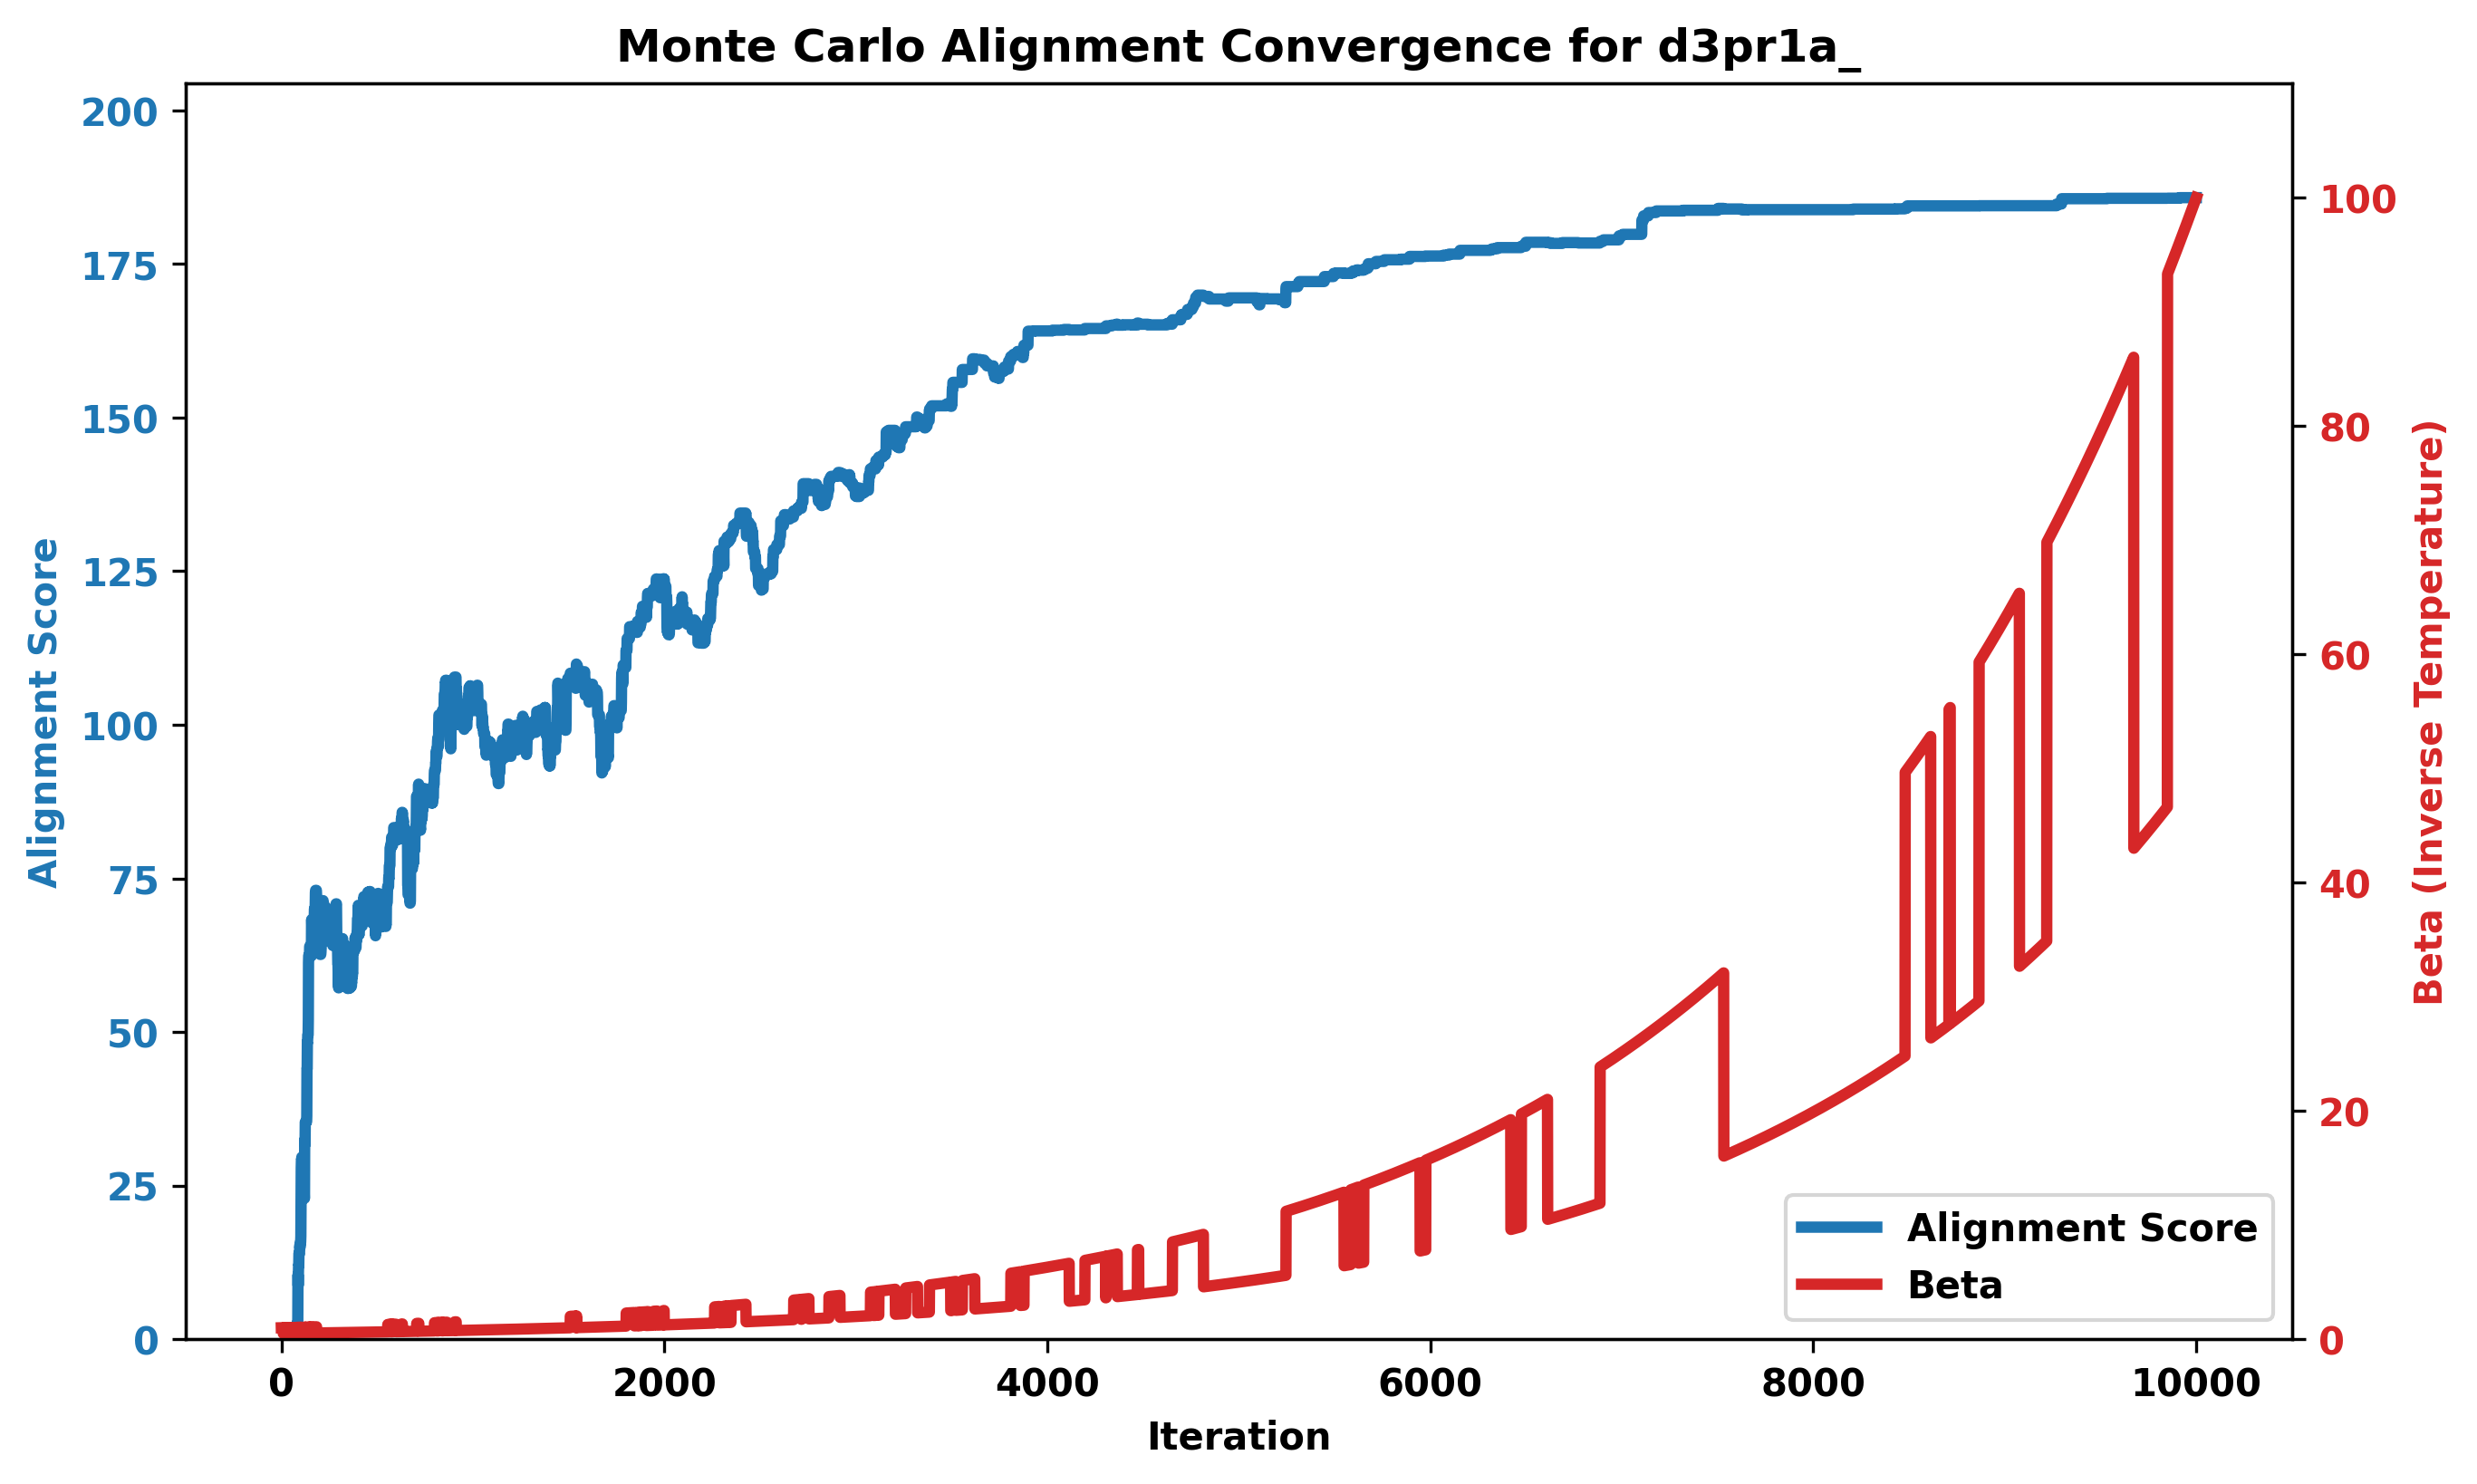 Monte Carlo Alignment Convergence for d3pr1a_
200
175
150
125
100
75
50
25
0
Alignment Score
100
80
60
40
20
0
Beta (Inverse Temperature)
Alignment Score
Beta
0 2000 4000 6000 8000 10000
Iteration